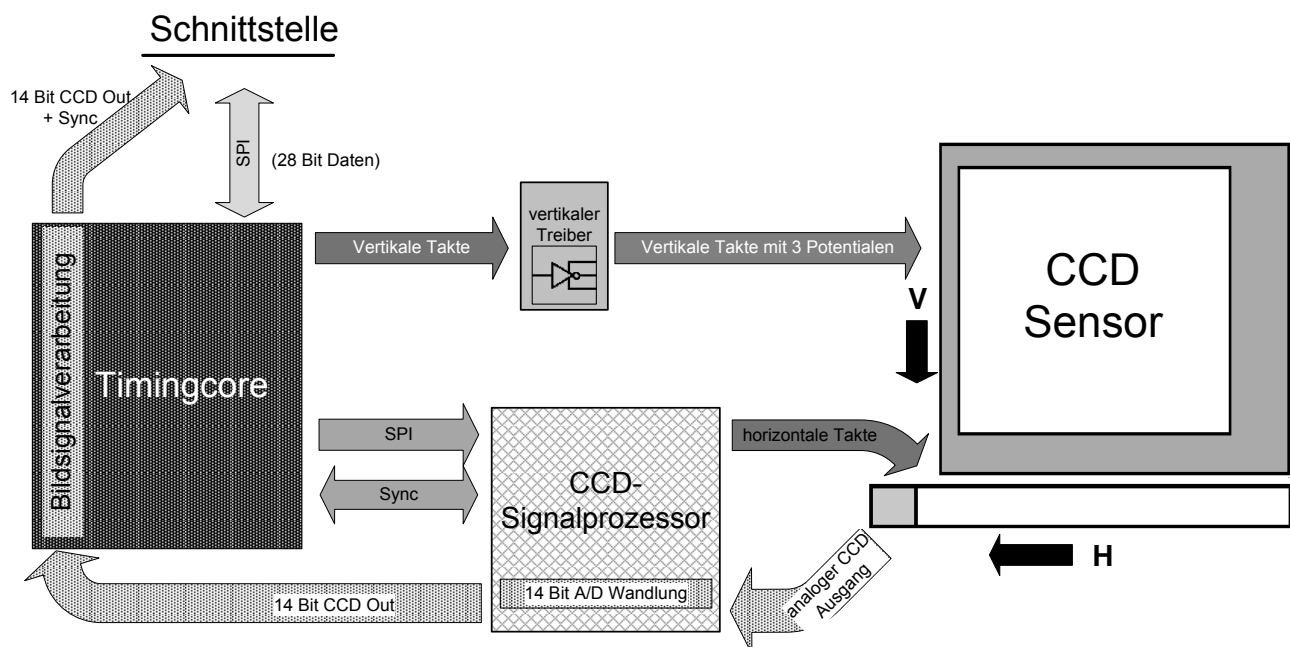 Schnittstelle
14 Bit CCD Out
+ Sync
SPI
(28 Bit Daten)
Bildsignalverarbeitung
Timingcore
Vertikale Takte
vertikaler
Treiber
Vertikale Takte mit 3 Potentialen
CCD
Sensor
V
SPI
Sync
CCD-
Signalprozessor
14 Bit A/D Wandlung
horizontale Takte
H
analoger CCD
Ausgang
14 Bit CCD Out